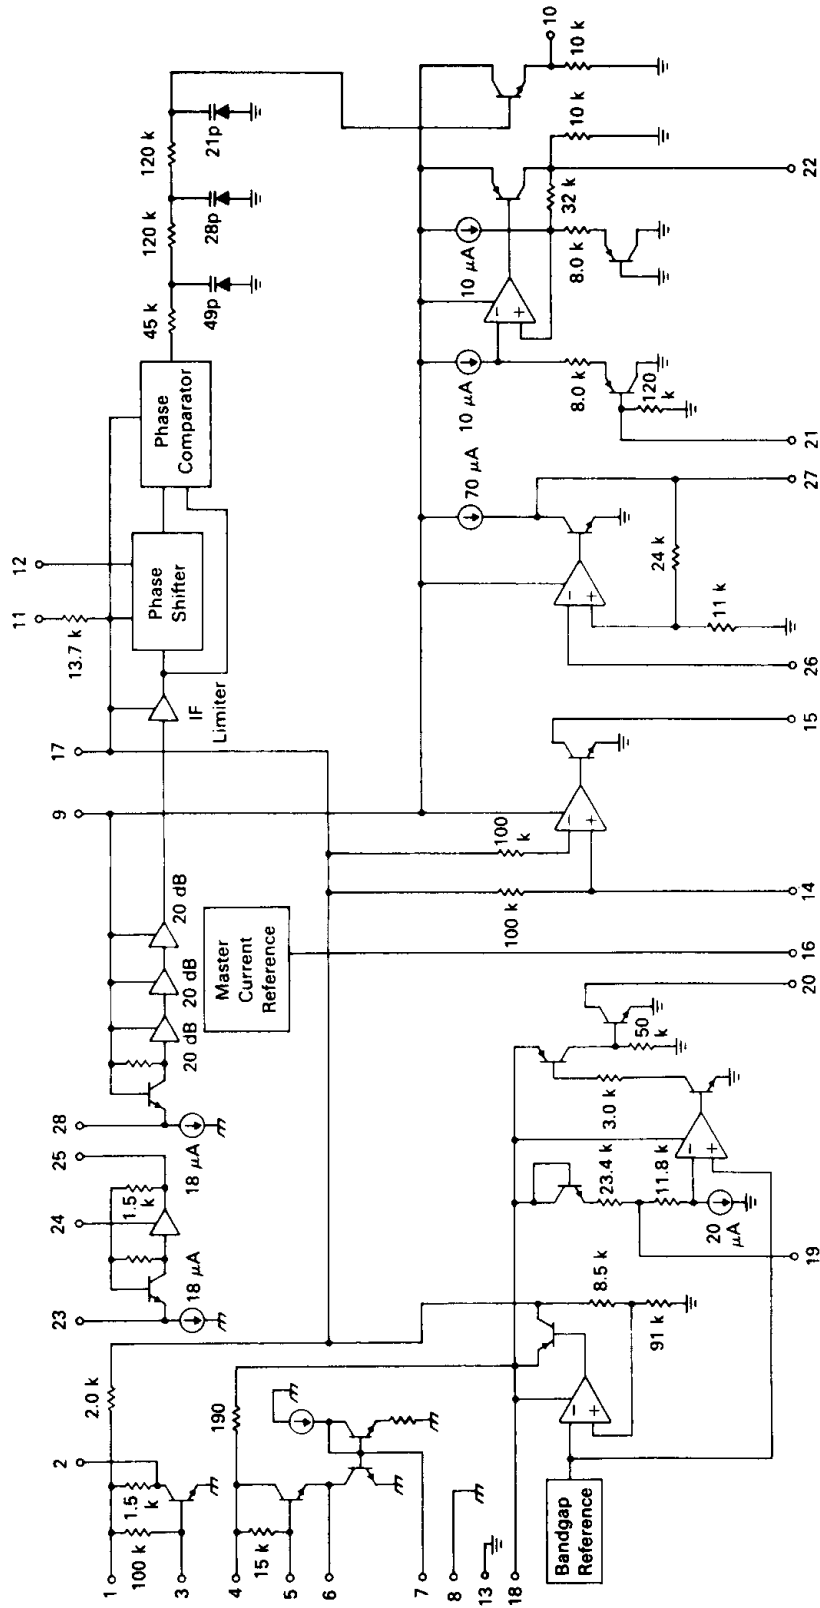 1
100 k
3
1.5
k
2
2.0 k
4
15 k
5
6
190
7
8
13
18
Bandgap
Reference
8.5 k
91 k
23
18 µA
24
1.5
k
25
28
18 µA
20 dB
20 dB
20 dB
9
17
IF
Limiter
11
13.7 k
12
Phase
Shifter
Phase
Comparator
45 k
49p
120 k
28p
120 k
21p
Master
Current
Reference
23.4 k
11.8 k
20
µA
19
3.0 k
50
k
20
16
100 k
100
k
14
15
26
11 k
24 k
27
70 µA
10 µA
8.0 k
120
k
21
10 µA
8.0 k
32 k
22
10 k
10
10 k